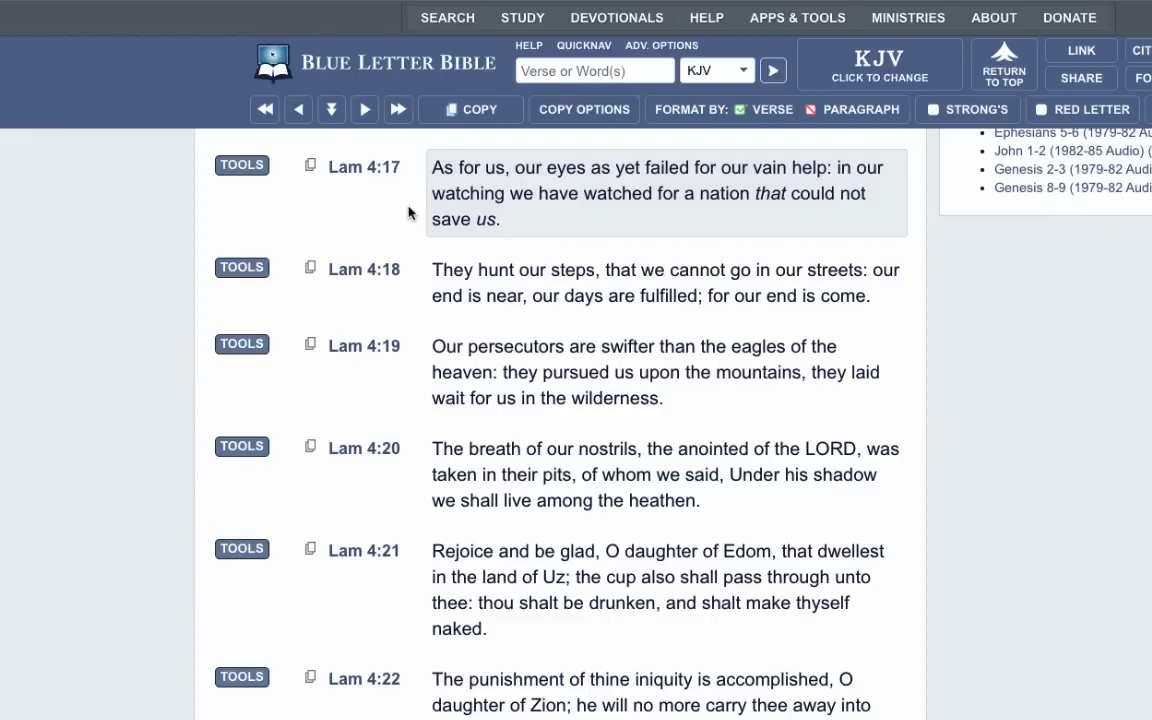 SEARCH STUDY DEVOTIONALS HELP APPS & TOOLS MINISTRIES ABOUT DONATE
HELP QUICKNAV ADV. OPTIONS
BLUE LETTER BIBLE
Verse or Word(s) KJV
KJV
CLICK TO CHANGE
RETURN
TO TOP
LINK
SHARE
COPY COPY OPTIONS FORMAT BY: VERSE PARAGRAPH STRONG'S RED LETTER
TOOLS Lam 4:17 As for us, our eyes as yet failed for our vain help: in our
watching we have watched for a nation that could not
save us.
TOOLS Lam 4:18 They hunt our steps, that we cannot go in our streets: our
end is near, our days are fulfilled; for our end is come.
TOOLS Lam 4:19 Our persecutors are swifter than the eagles of the
heaven: they pursued us upon the mountains, they laid
wait for us in the wilderness.
TOOLS Lam 4:20 The breath of our nostrils, the anointed of the LORD, was
taken in their pits, of whom we said, Under his shadow
we shall live among the heathen.
TOOLS Lam 4:21 Rejoice and be glad, O daughter of Edom, that dwellest
in the land of Uz; the cup also shall pass through unto
thee: thou shalt be drunken, and shalt make thyself
naked.
TOOLS Lam 4:22 The punishment of thine iniquity is accomplished, O
daughter of Zion; he will no more carry thee away into
Ephesians 5-6 (1979-82 Au
John 1-2 (1982-85 Audio) (
Genesis 2-3 (1979-82 Audi
Genesis 8-9 (1979-82 Audi